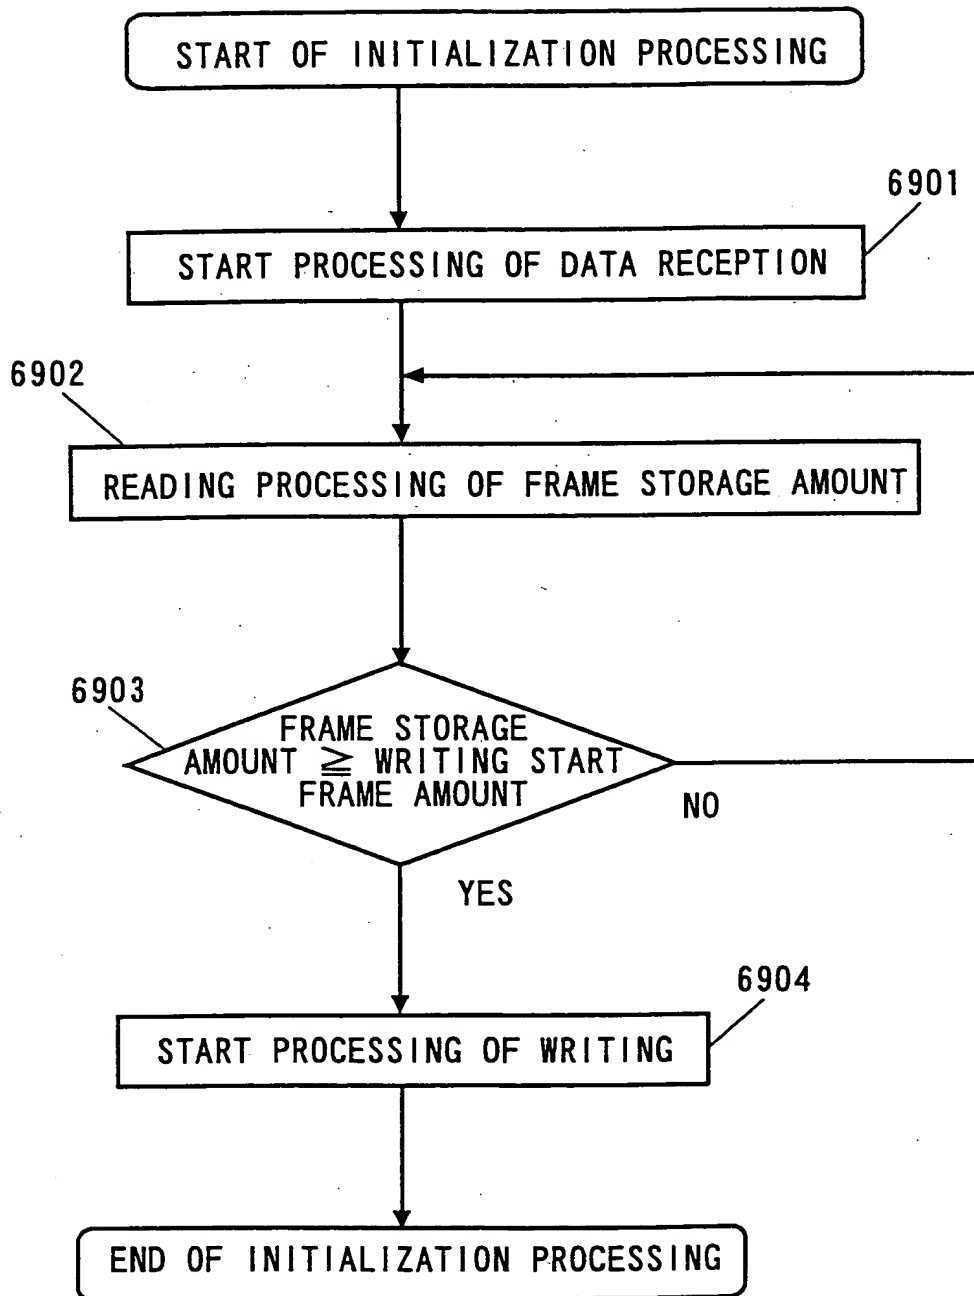 START OF INITIALIZATION PROCESSING
6901
START PROCESSING OF DATA RECEPTION
6902
READING PROCESSING OF FRAME STORAGE AMOUNT
6903
FRAME STORAGE
AMOUNT ≧ WRITING START
FRAME AMOUNT
NO
YES
6904
START PROCESSING OF WRITING
END OF INITIALIZATION PROCESSING